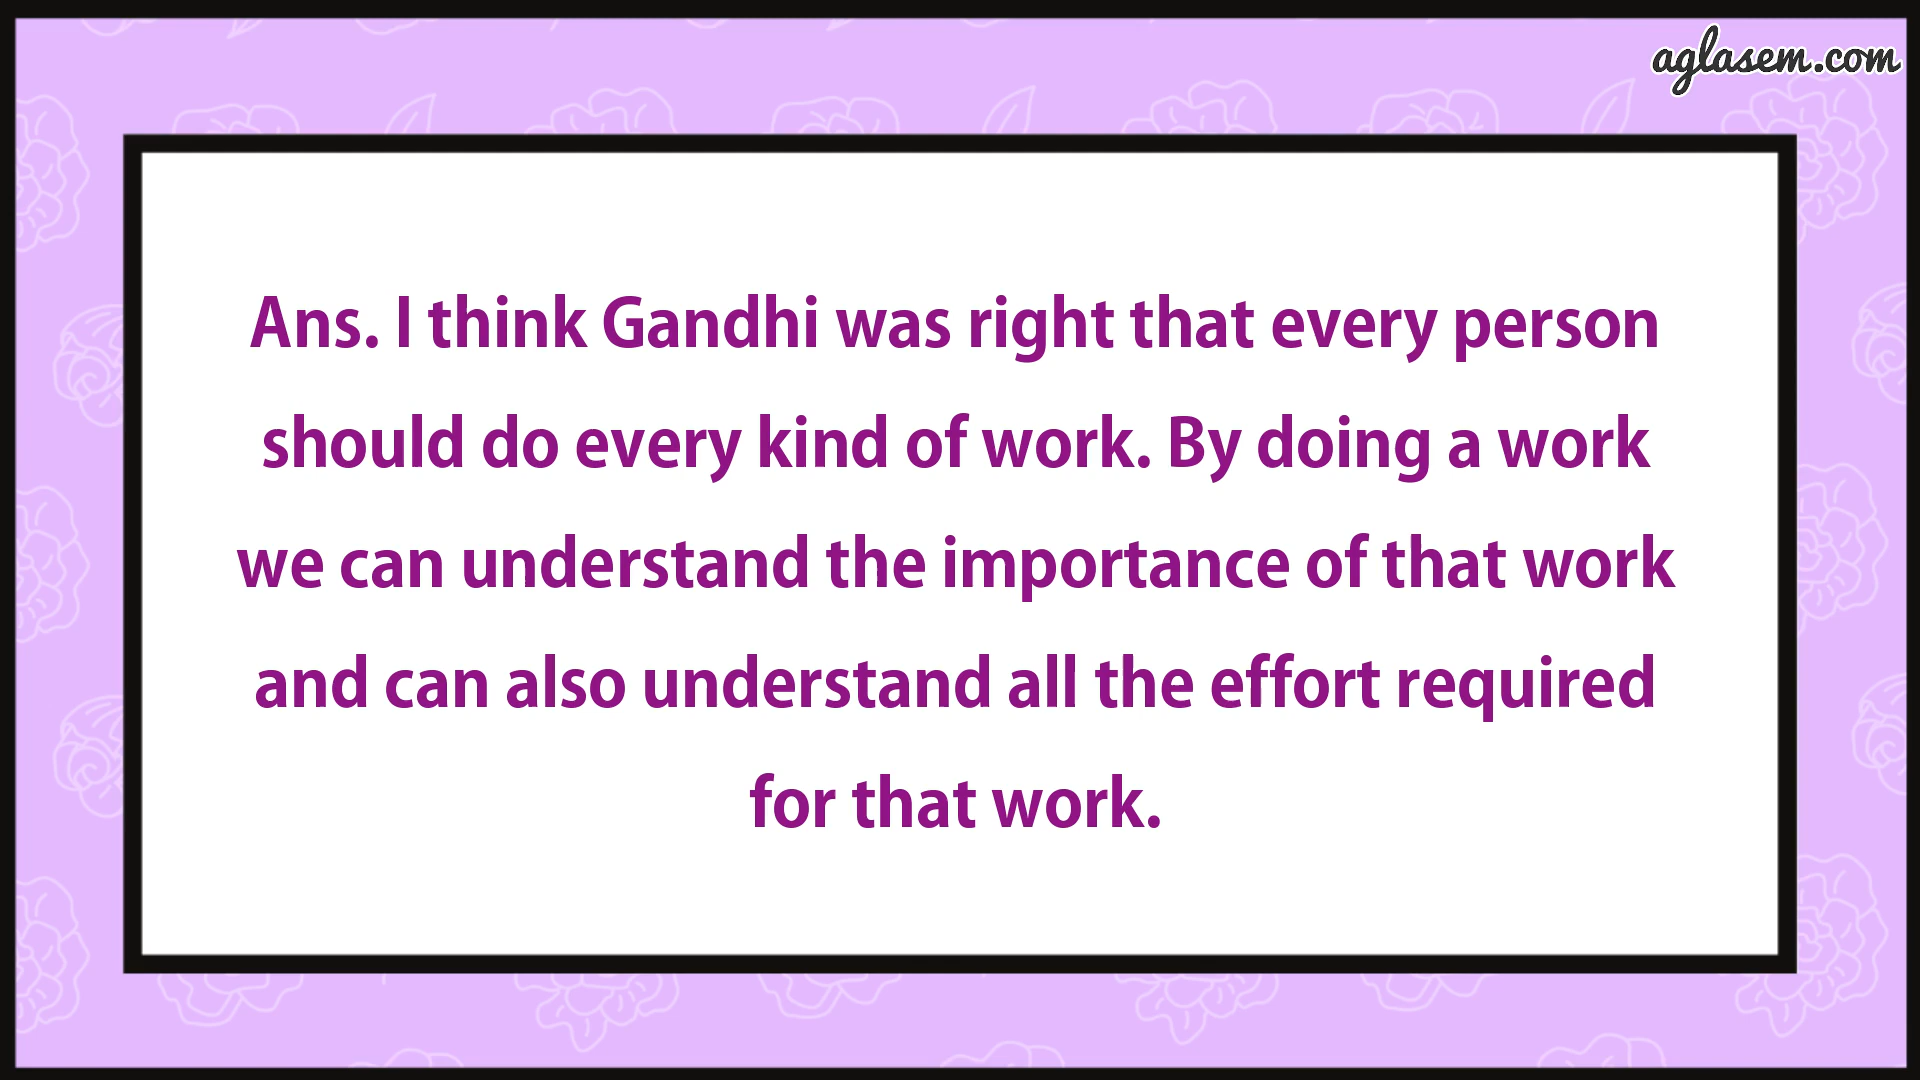 aglasem.com
Ans. I think Gandhi was right that every person
should do every kind of work. By doing a work
we can understand the importance of that work
and can also understand all the effort required
for that work.